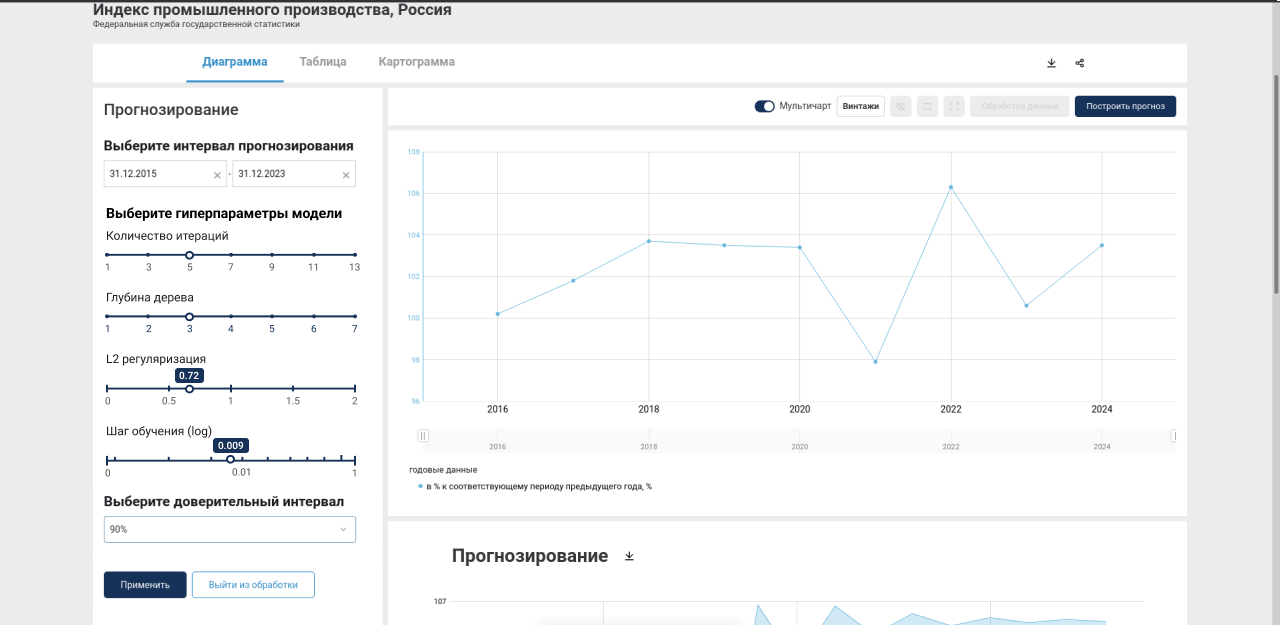 Индекс промышленного производства, Россия
Федеральная служба государственной статистики
Диаграмма Таблица Картограмма
Прогнозирование
Мультичарт Винтажи Обработка данных Построить прогноз
Выберите интервал прогнозирования
31.12.2015 - 31.12.2023
Выберите гиперпараметры модели
Количество итераций
1 3 5 7 9 11 13
Глубина дерева
1 2 3 4 5 6 7
L2 регуляризация
0.72
0 0.5 1 1.5 2
Шаг обучения (log)
0.009
0 0.01 1
Выберите доверительный интервал
90%
Применить Выйти из обработки
108
106
104
102
100
98
96
2016 2018 2020 2022 2024
2016 2018 2020 2022 2024
годовые данные
в % к соответствующему периоду предыдущего года, %
Прогнозирование
107